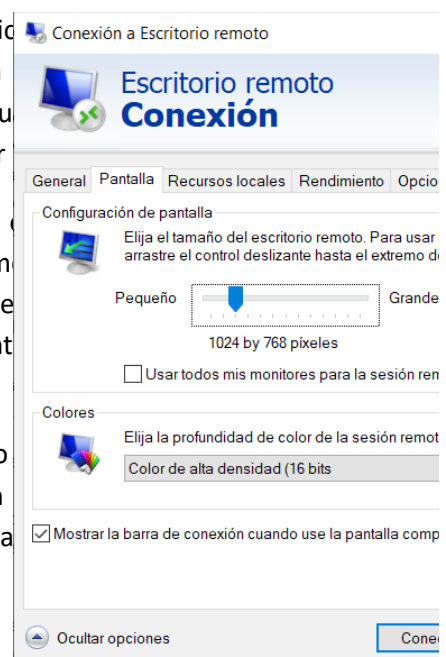 Conexión a Escritorio remoto
Escritorio remoto
Conexión
General Pantalla Recursos locales Rendimiento
Configuración de pantalla
Elija el tamaño del escritorio remoto. Para usar
arrastre el control deslizante hasta el extremo
Pequeño Grande
1024 by 768 píxeles
Usar todos mis monitores para la sesión
Colores
Elija la profundidad de color de la sesión
Color de alta densidad (16 bits
Mostrar la barra de conexión cuando use la pantalla
Ocultar opciones